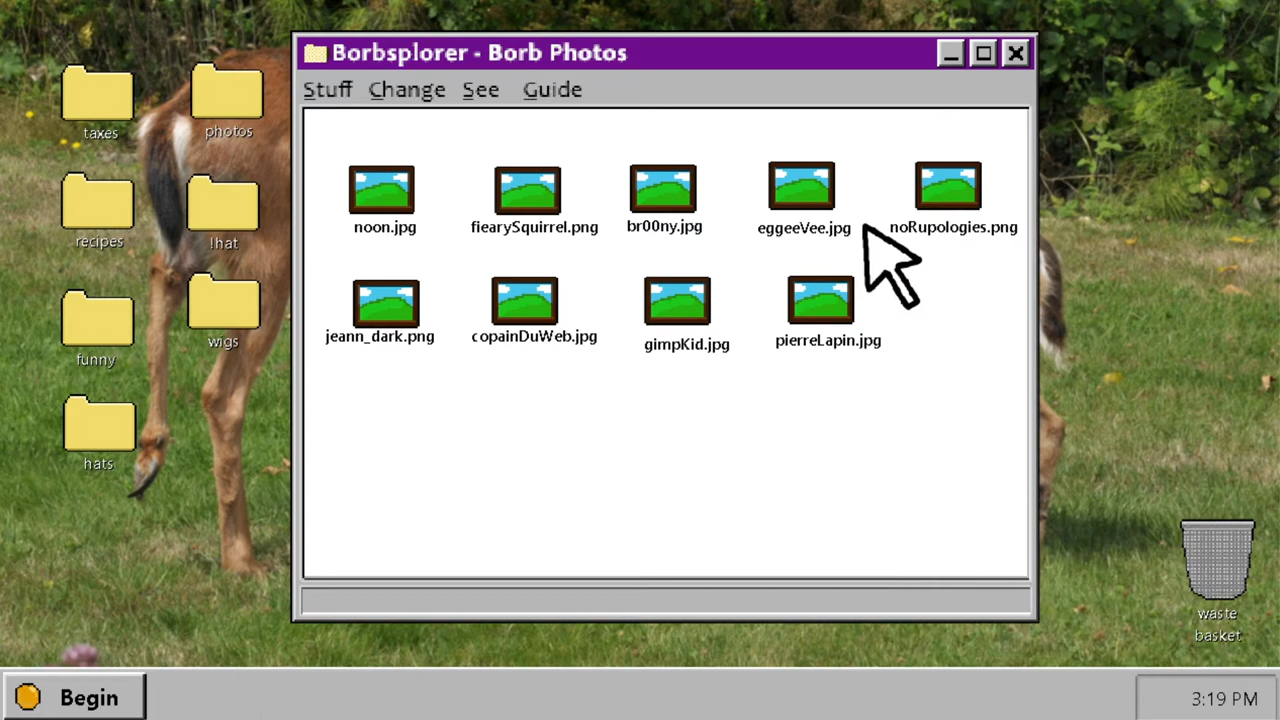 Borbsplorer - Borb Photos
Stuff Change See Guide
noon.jpg fiearySquirrel.png br00ny.jpg eggeeVee.jpg noRupologies.png
jeann_dark.png copainDuWeb.jpg gimpKid.jpg pierreLapin.jpg
taxes photos
recipes !hat
funny wigs
hats
waste
basket
Begin 3:19 PM